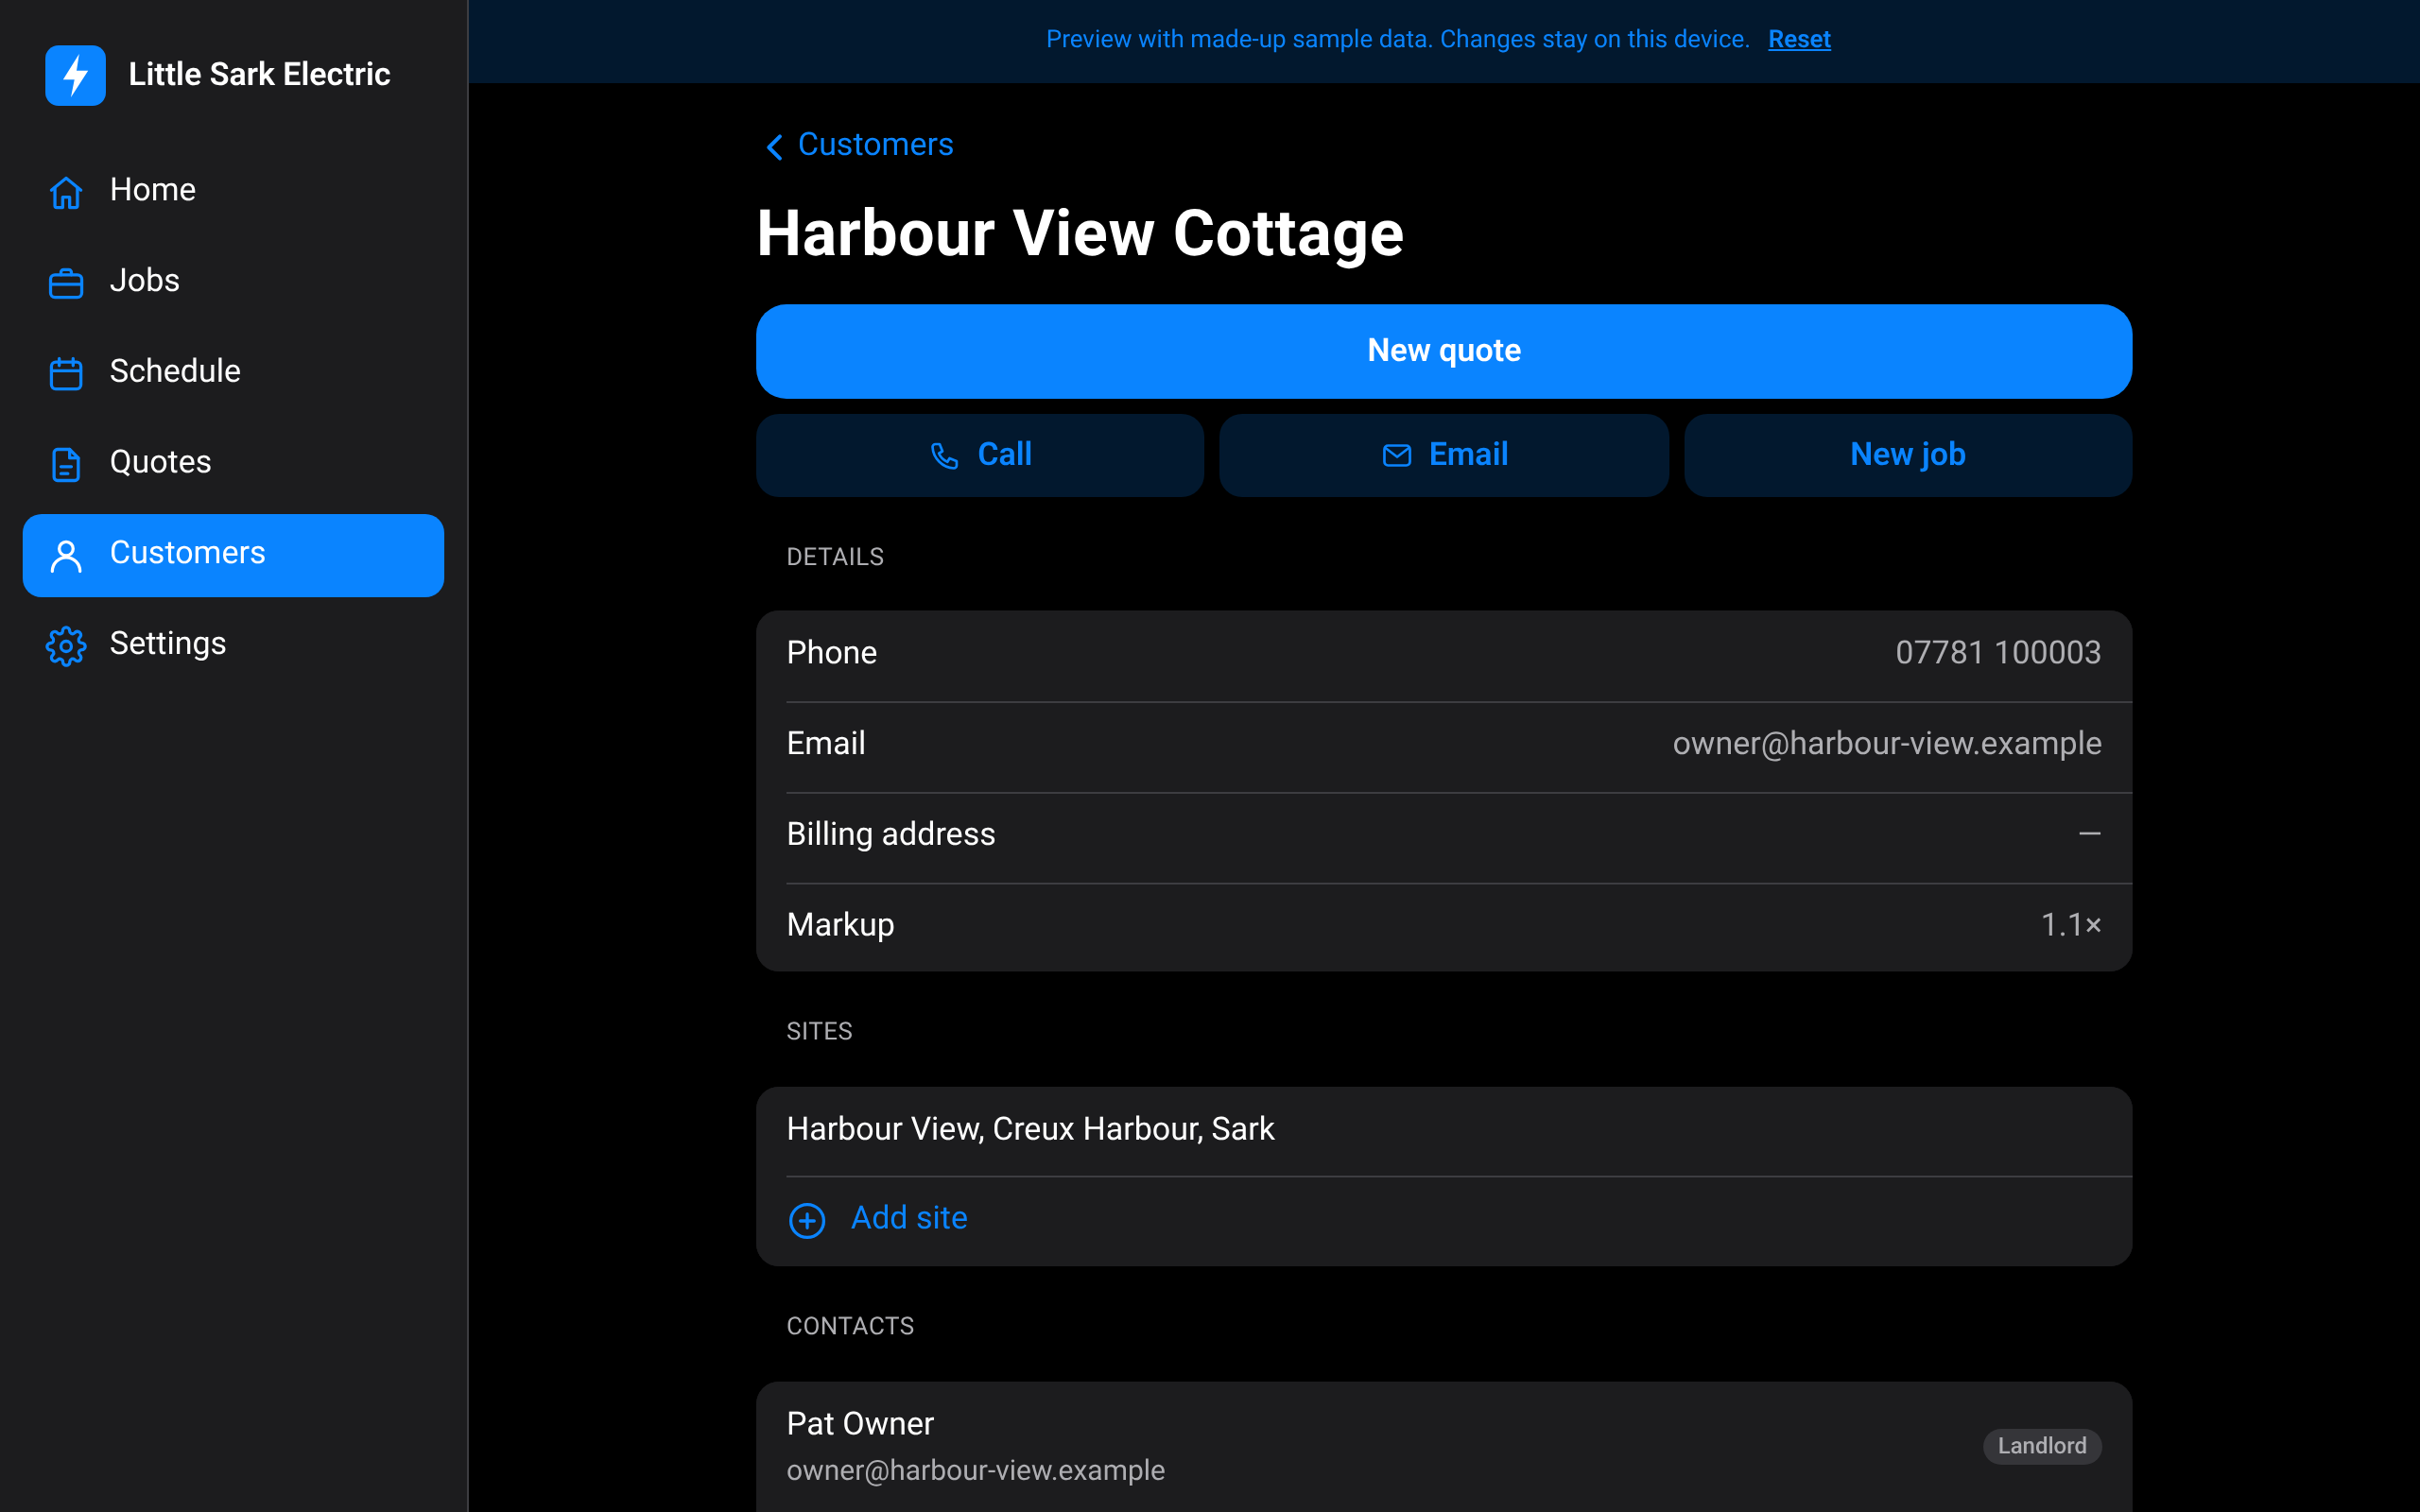 Little Sark Electric
Home
Jobs
Schedule
Quotes
Customers
Settings
Preview with made-up sample data. Changes stay on this device. Reset
Customers
Harbour View Cottage
New quote
Call
Email
New job
DETAILS
Phone 07781 100003
Email owner@harbour-view.example
Billing address —
Markup 1.1×
SITES
Harbour View, Creux Harbour, Sark
Add site
CONTACTS
Pat Owner
Landlord
owner@harbour-view.example